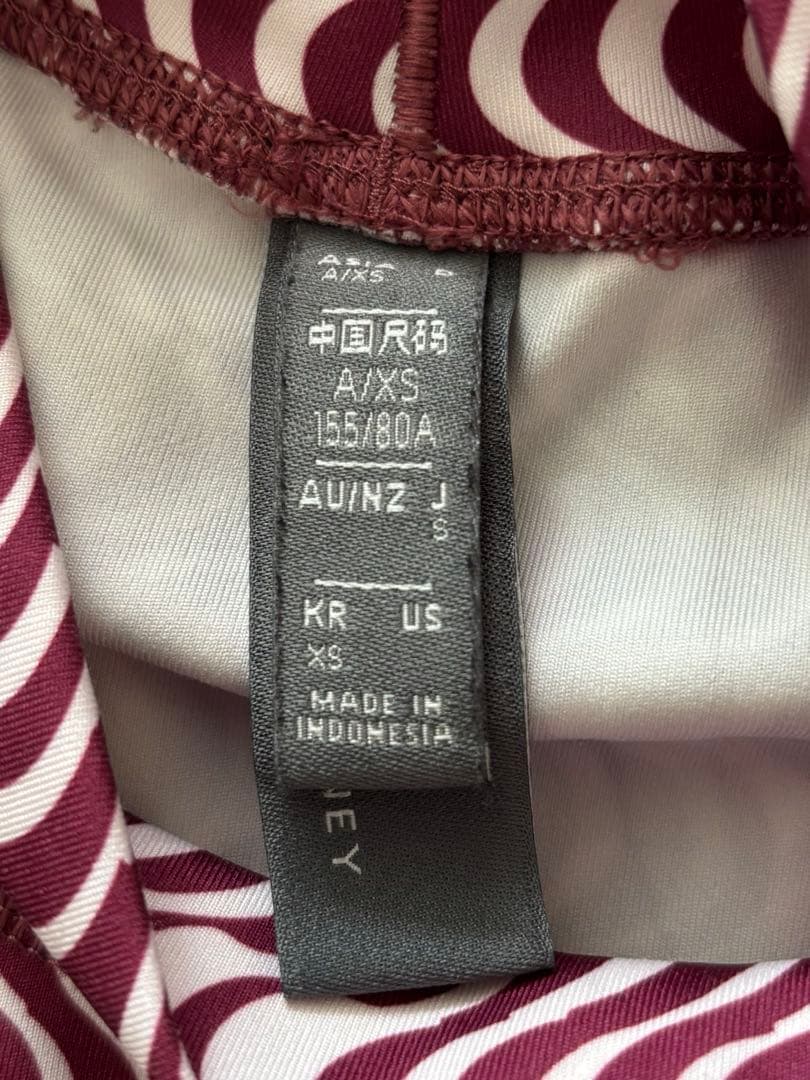 A/XS
中国尺码
A/XS
155/80A
AU/NZ J
S
KR US
XS
MADE IN
INDONESIA
NEY